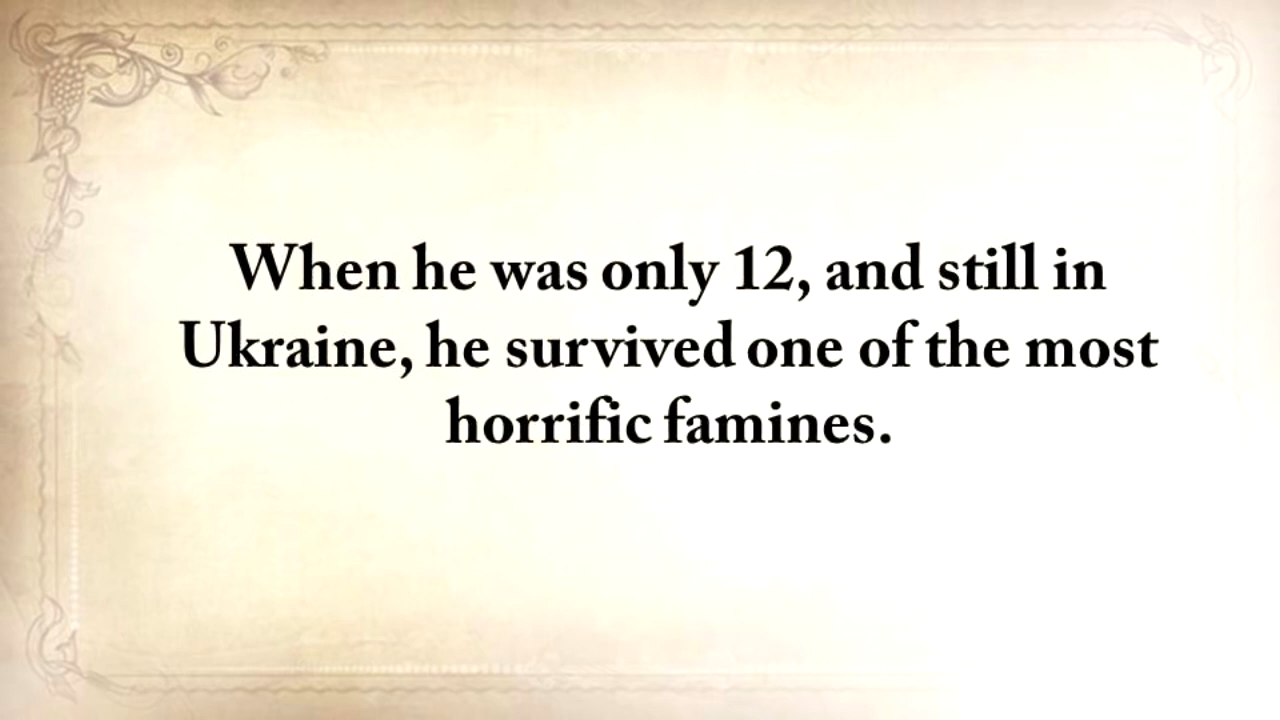 When he was only 12, and still in
Ukraine, he survived one of the most
horrific famines.